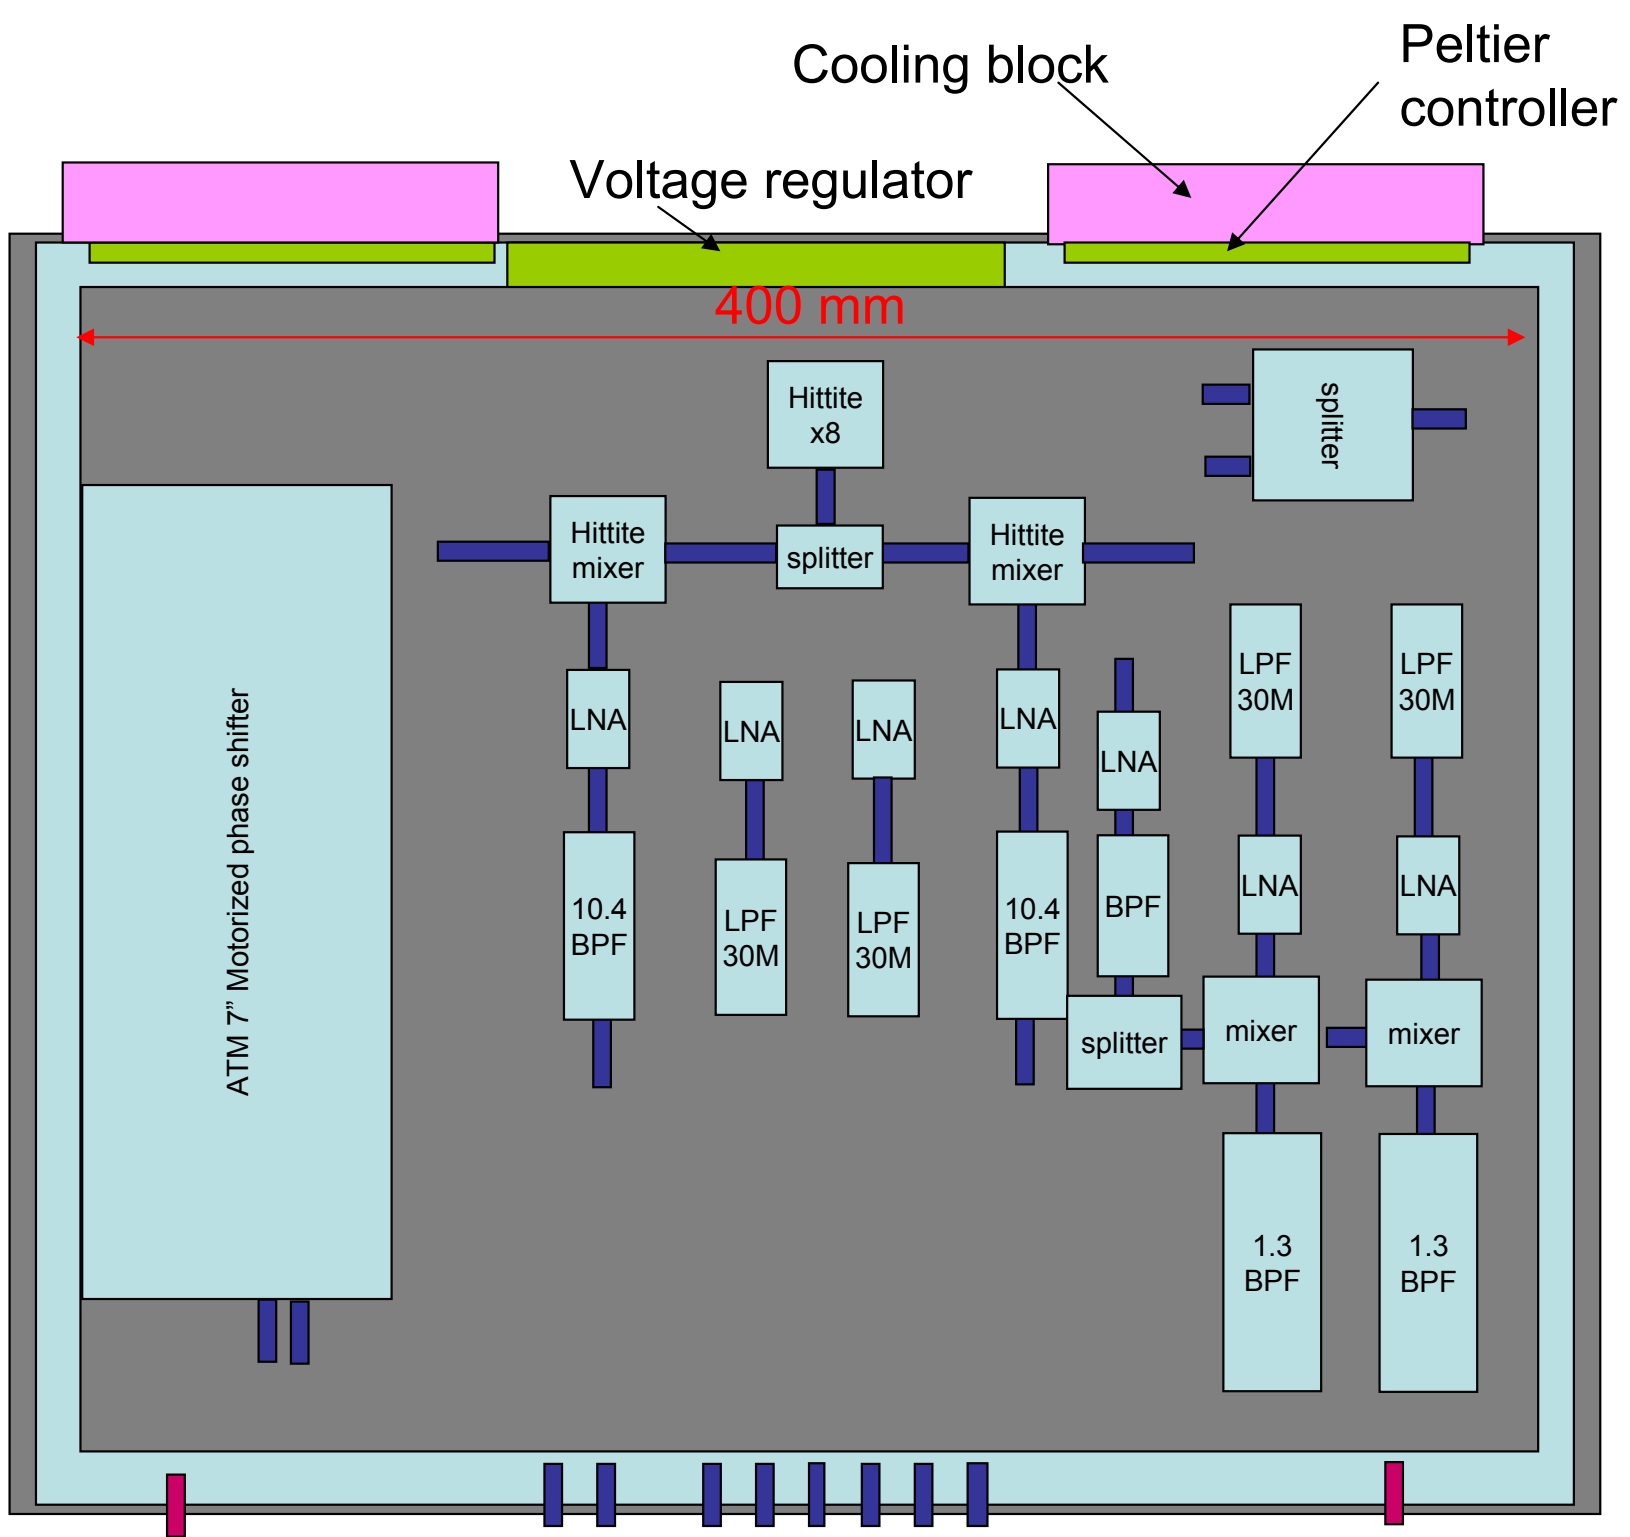 Peltier
controller
Cooling block
Voltage regulator
400 mm
Hittite
x8
splitter
Hittite
mixer
splitter
Hittite
mixer
LPF
30M
LPF
30M
LNA
LNA
LNA
LNA
LNA
ATM 7” Motorized phase shifter
LNA
LNA
10.4
BPF
LPF
30M
LPF
30M
10.4
BPF
BPF
splitter
mixer
mixer
1.3
BPF
1.3
BPF